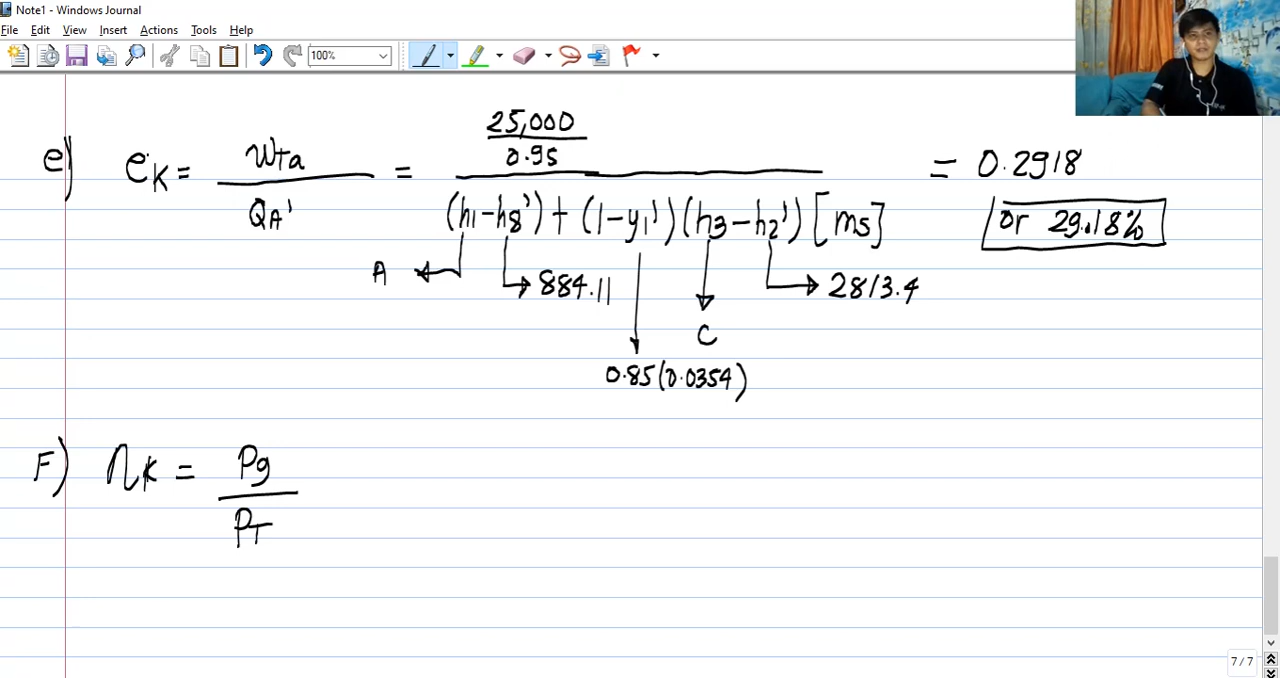 Note1 - Windows Journal
File Edit View Insert Actions Tools Help
100%
e) eK = WTa / QA' = (25,000 / 0.95) / ((h1-h8') + (1-y1')(h3-h2')[ms]) = 0.2918
or 29.18%
A
884.11
2813.4
C
0.85(0.0354)
F) ηK = Pg / PT
7 / 7